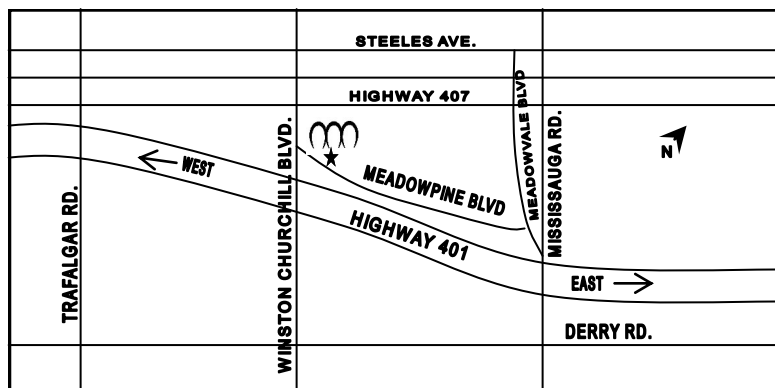 STEELES AVE.
HIGHWAY 407
MEADOWVALE BLVD
MISSISSAUGA RD.
N
WINSTON CHURCHILL BLVD.
WEST
MEADOWPINE BLVD
TRAFALGAR RD.
HIGHWAY 401
EAST
DERRY RD.